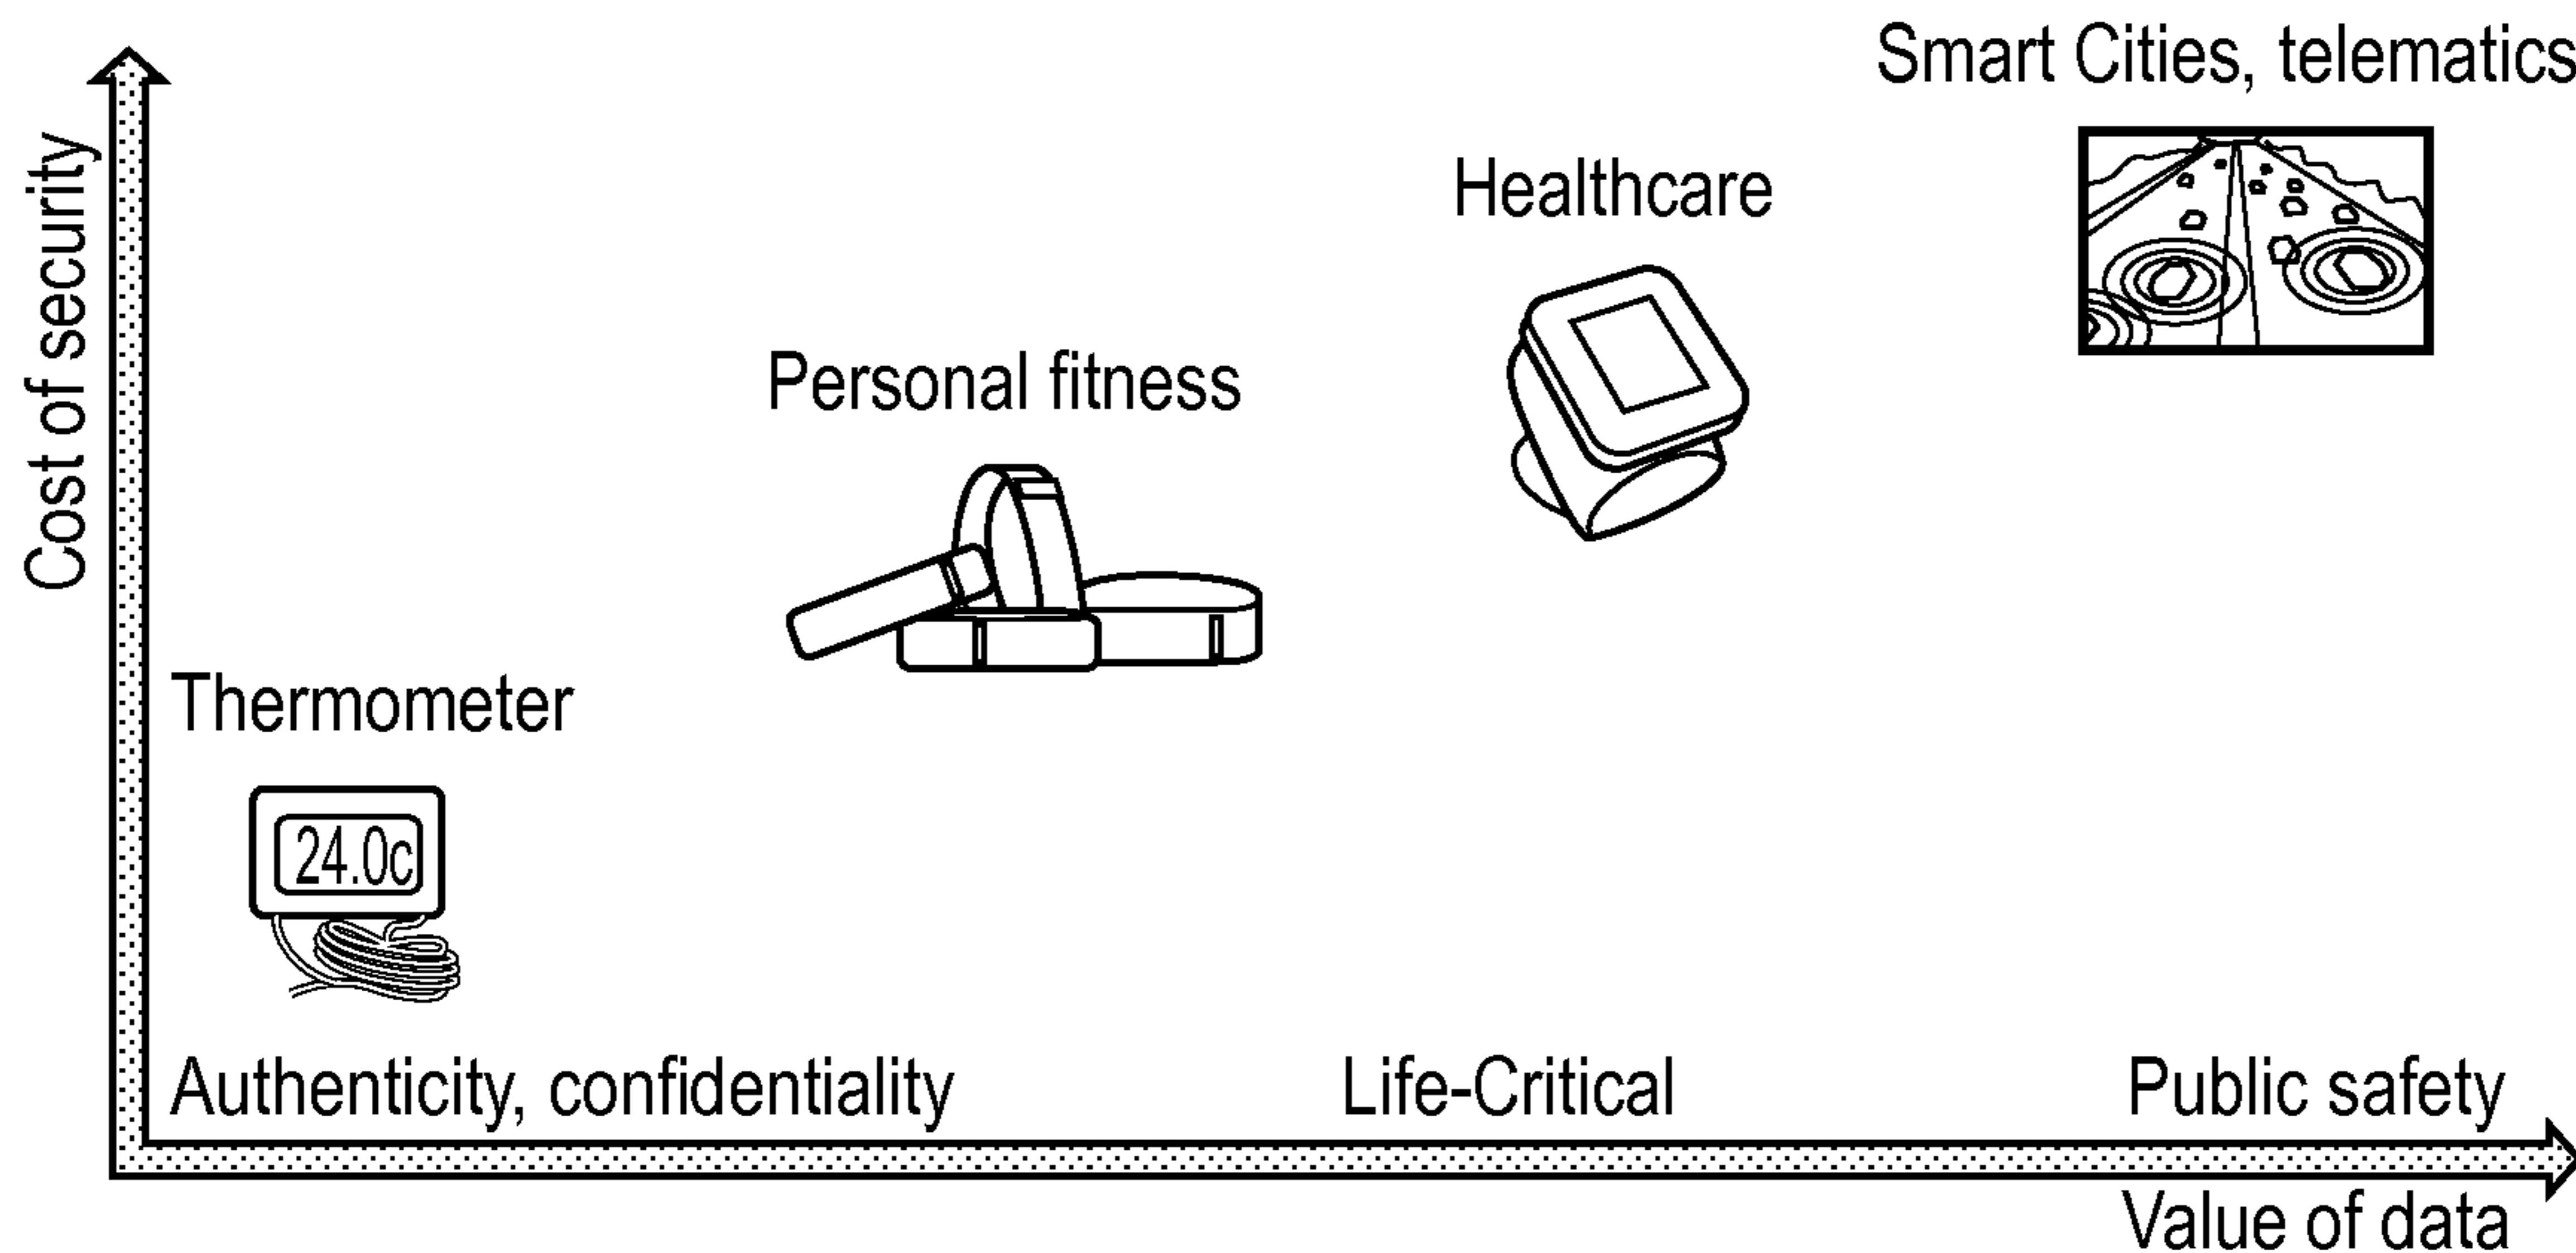 Smart Cities, telematics
Healthcare
Cost of security
Personal fitness
Thermometer
24.0c
Authenticity, confidentiality
Life-Critical
Public safety
Value of data